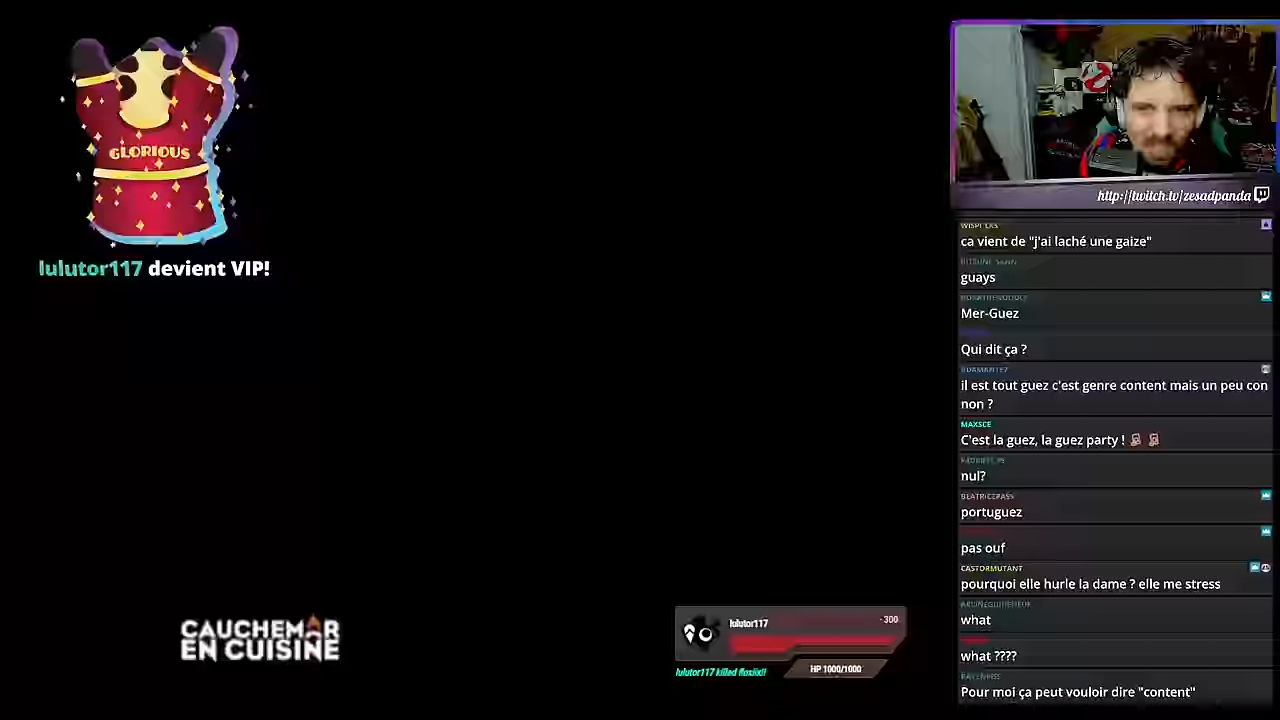 GLORIOUS
lulutor117 devient VIP!
CAUCHEMAR
EN CUISINE
lulutor117
- 300
HP 1000/1000
lulutor117 killed
http://twitch.tv/zesadpanda
ca vient de "j'ai laché une gaize"
guays
Mer-Guez
Qui dit ça ?
il est tout guez c'est genre content mais un peu con
non ?
MAXSCE
C'est la guez, la guez party !
nul?
BEATRICEPASS
portuguez
pas ouf
CASTORMUTANT
pourquoi elle hurle la dame ? elle me stress
what
what ????
Pour moi ça peut vouloir dire "content"